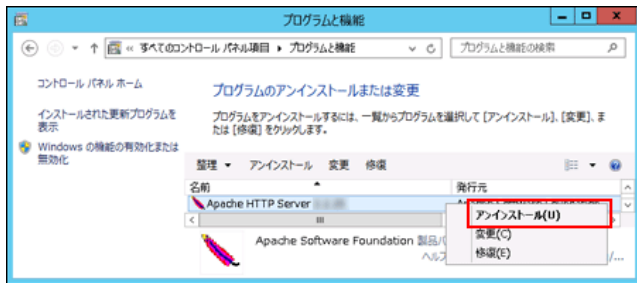 プログラムと機能
« すべてのコントロール パネル項目 ▸ プログラムと機能
プログラムと機能の検索
コントロール パネル ホーム
インストールされた更新プログラムを
表示
Windows の機能の有効化または
無効化
プログラムのアンインストールまたは変更
プログラムをアンインストールするには、一覧からプログラムを選択して [アンインストール]、[変更]、ま
たは [修復] をクリックします。
整理 ▼ アンインストール 変更 修復
名前 発行元
Apache HTTP Server
アンインストール(U)
変更(C)
修復(E)
Apache Software Foundation 製品バ
ヘルプ